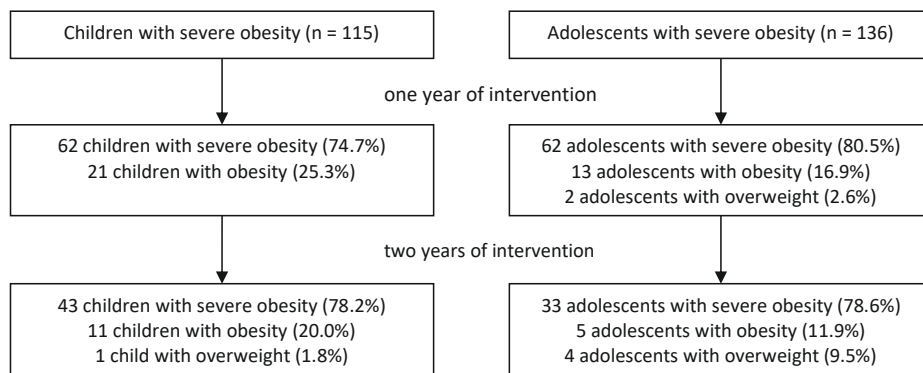 Children with severe obesity (n = 115)
Adolescents with severe obesity (n = 136)
one year of intervention
62 children with severe obesity (74.7%)
21 children with obesity (25.3%)
62 adolescents with severe obesity (80.5%)
13 adolescents with obesity (16.9%)
2 adolescents with overweight (2.6%)
two years of intervention
43 children with severe obesity (78.2%)
11 children with obesity (20.0%)
1 child with overweight (1.8%)
33 adolescents with severe obesity (78.6%)
5 adolescents with obesity (11.9%)
4 adolescents with overweight (9.5%)